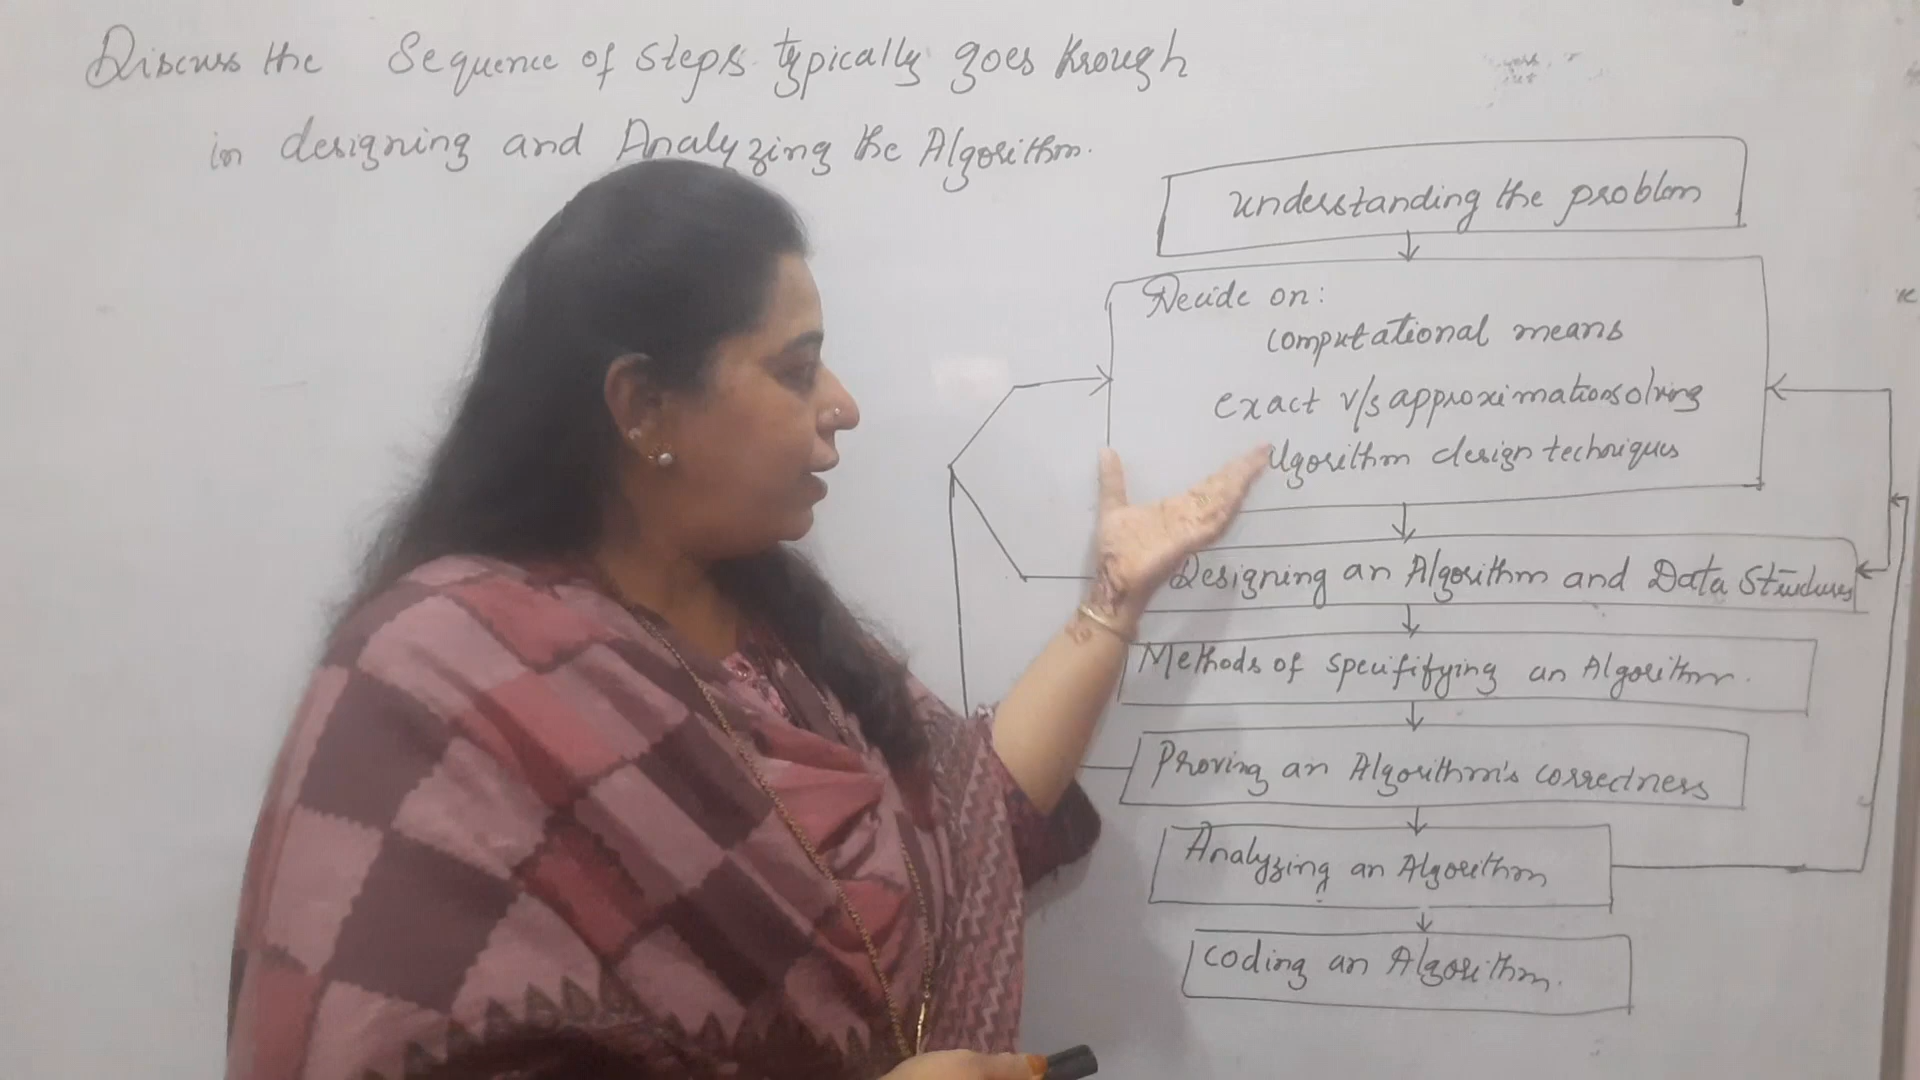 Discuss the Sequence of Steps typically goes through
in designing and Analyzing the Algorithm.
understanding the problem
Decide on:
computational means
exact v/s approximation solving
algorithm design techniques
Designing an Algorithm and Data Structures
Methods of specififying an Algorithm.
Proving an Algorithm's correctness
Analyzing an Algorithm
Coding an Algorithm.